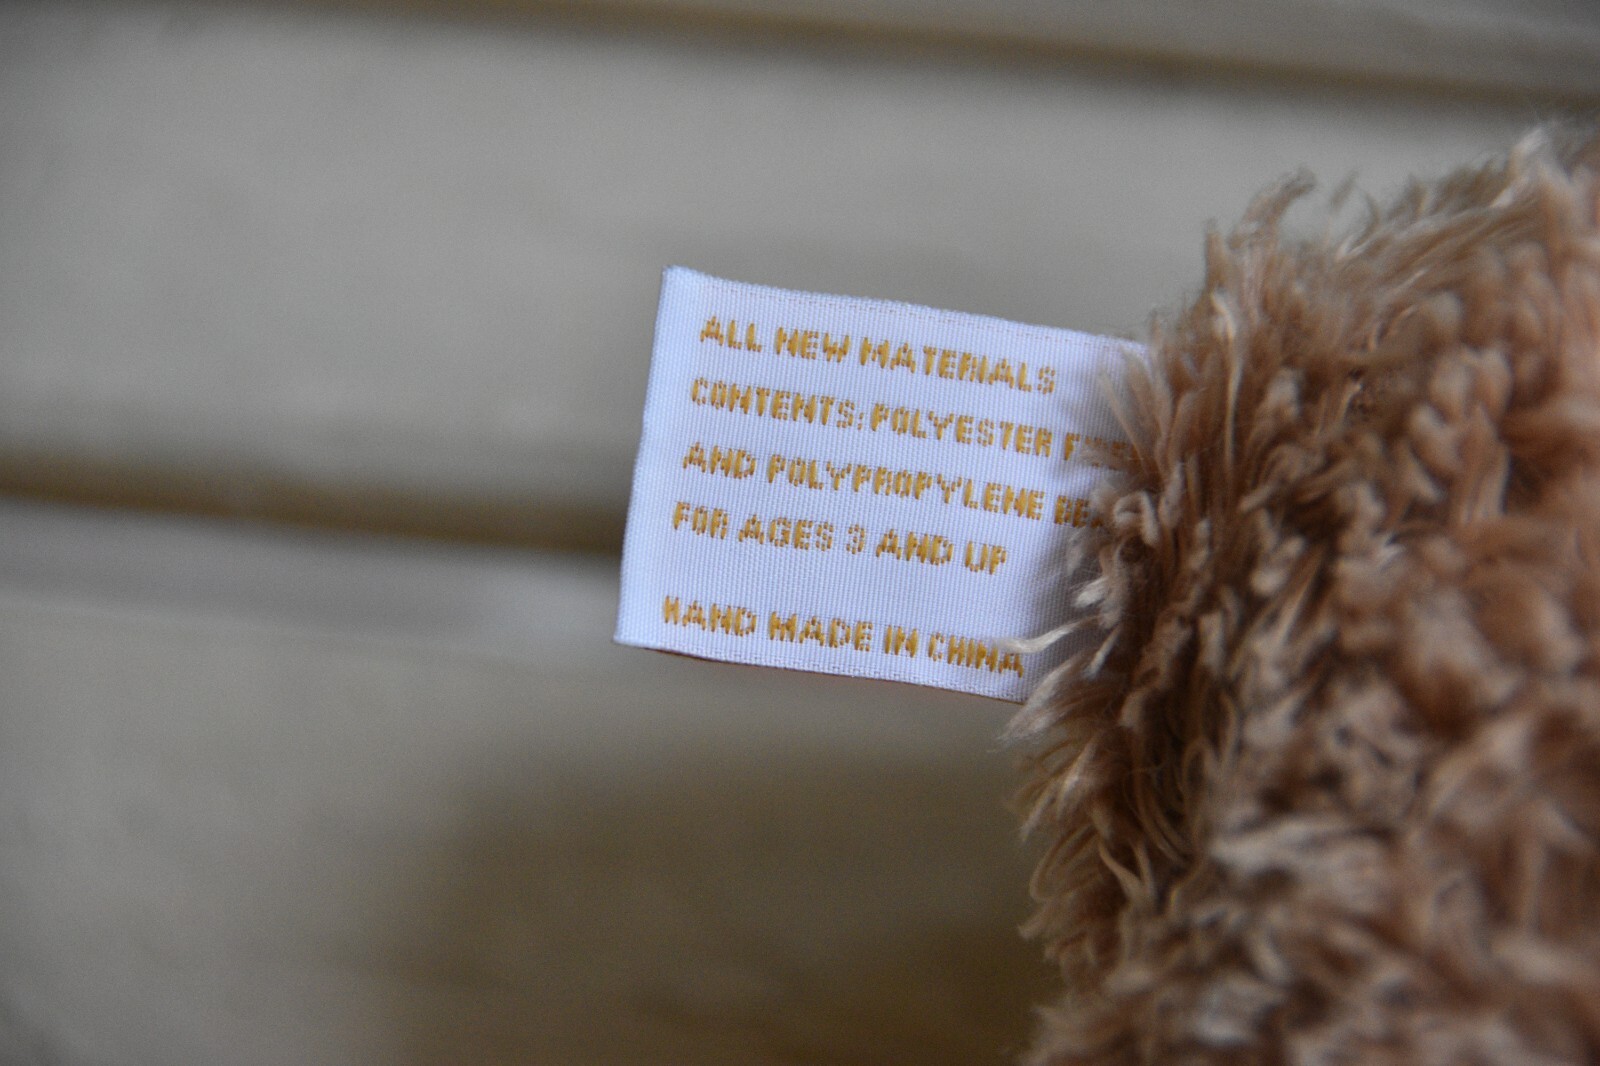 ALL NEW MATERIALS
CONTENTS: POLYESTER
AND POLYPROPYLENE
FOR AGES 3 AND UP
HAND MADE IN CHINA